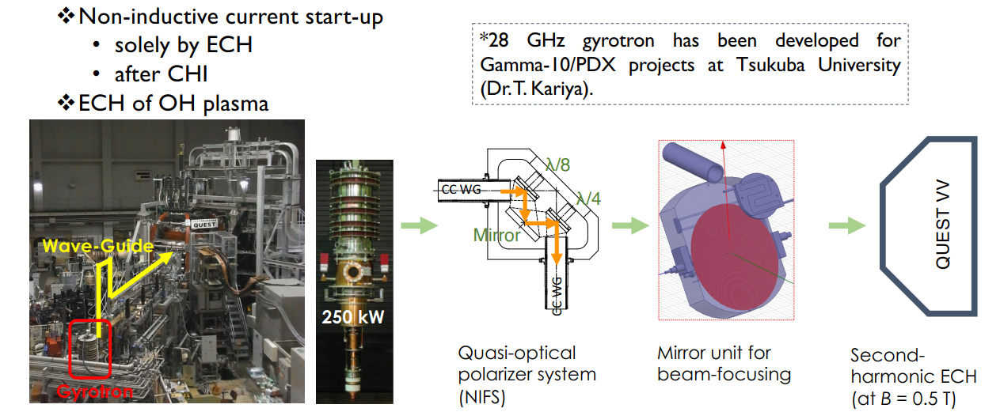 ❖Non-inductive current start-up
• solely by ECH
• after CHI
❖ECH of OH plasma
*28 GHz gyrotron has been developed for
Gamma-10/PDX projects at Tsukuba University
(Dr.T. Kariya).
QUEST
Wave-Guide
Gyrotron
250 kW
CC WG
λ/8
λ/4
Mirror
CC WG
QUEST VV
Quasi-optical
polarizer system
(NIFS)
Mirror unit for
beam-focusing
Second-
harmonic ECH
(at B = 0.5 T)